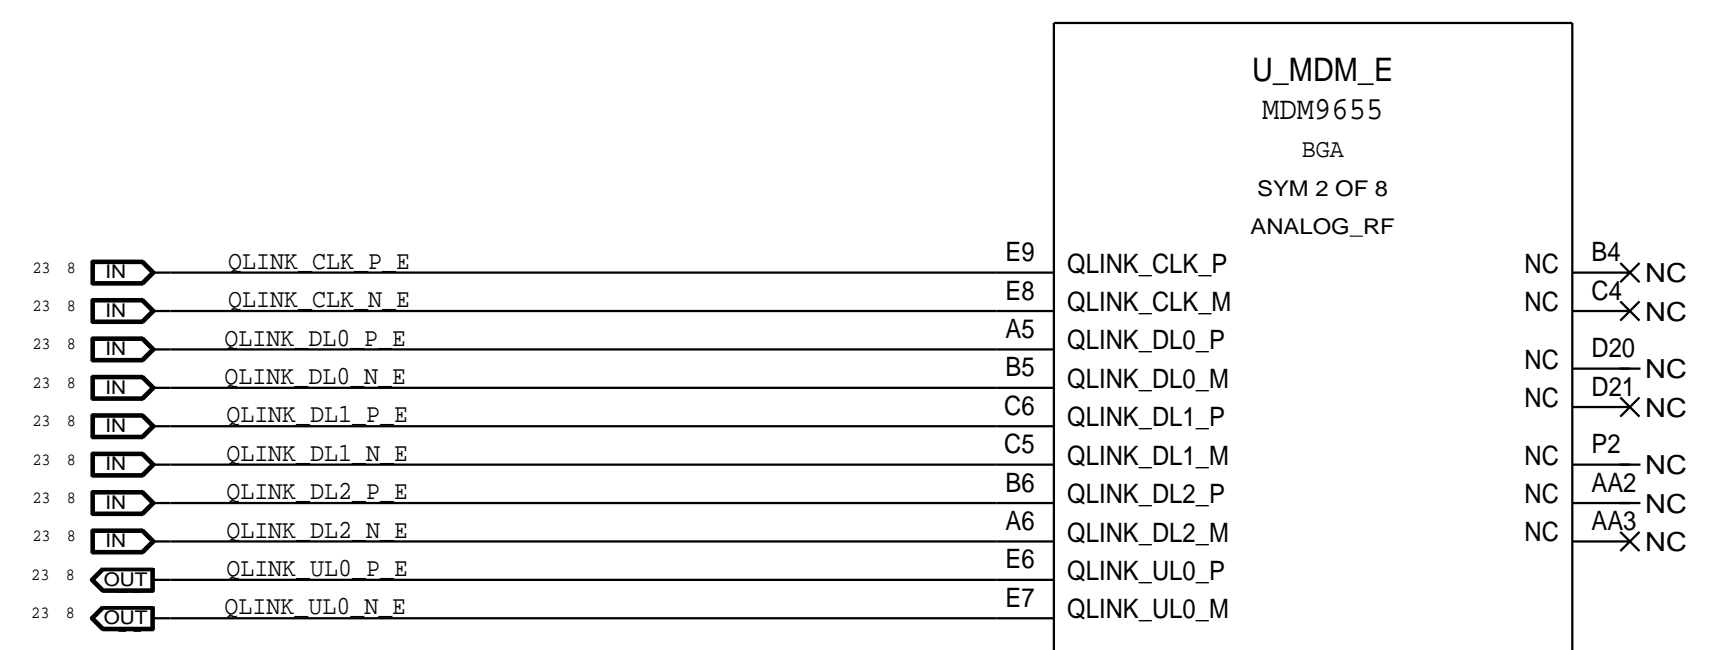 U_MDM_E
MDM9655
BGA
SYM 2 OF 8
ANALOG_RF
23 8 IN QLINK_CLK_P_E E9 QLINK_CLK_P NC B4 NC
23 8 IN QLINK_CLK_N_E E8 QLINK_CLK_M NC C4 NC
23 8 IN QLINK_DL0_P_E A5 QLINK_DL0_P NC D20 NC
23 8 IN QLINK_DL0_N_E B5 QLINK_DL0_M NC D21 NC
23 8 IN QLINK_DL1_P_E C6 QLINK_DL1_P
23 8 IN QLINK_DL1_N_E C5 QLINK_DL1_M NC P2 NC
23 8 IN QLINK_DL2_P_E B6 QLINK_DL2_P NC AA2 NC
23 8 IN QLINK_DL2_N_E A6 QLINK_DL2_M NC AA3 NC
23 8 OUT QLINK_UL0_P_E E6 QLINK_UL0_P
23 8 OUT QLINK_UL0_N_E E7 QLINK_UL0_M